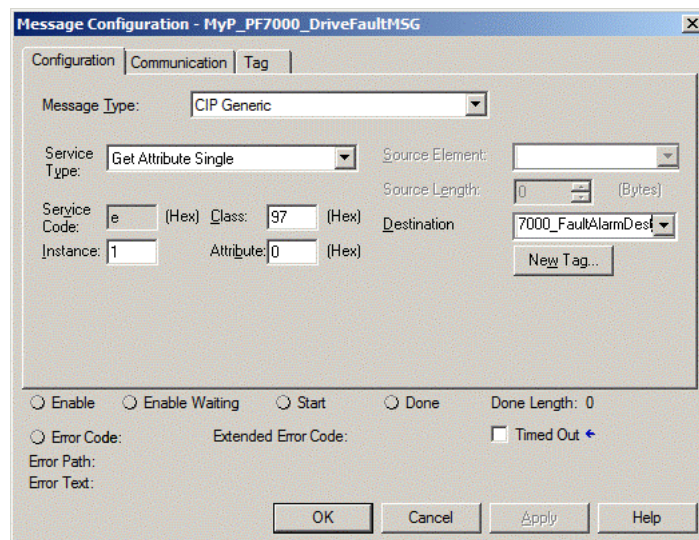 Message Configuration - MyP_PF7000_DriveFaultMSG
Configuration Communication Tag
Message Type: CIP Generic
Service Type: Get Attribute Single Source Element:
Source Length: 0 (Bytes)
Service Code: e (Hex) Class: 97 (Hex) Destination 7000_FaultAlarmDest
Instance: 1 Attribute: 0 (Hex)
New Tag...
Enable Enable Waiting Start Done Done Length: 0
Error Code: Extended Error Code: Timed Out
Error Path:
Error Text:
OK Cancel Apply Help